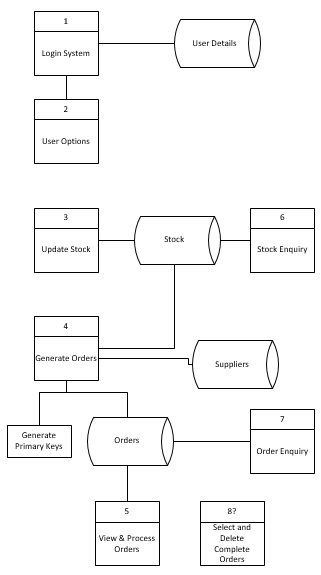 1
Login System
User Details
2
User Options
3
Update Stock
Stock
6
Stock Enquiry
4
Generate Orders
Suppliers
Generate
Primary Keys
Orders
7
Order Enquiry
5
View & Process
Orders
8?
Select and
Delete
Complete
Orders